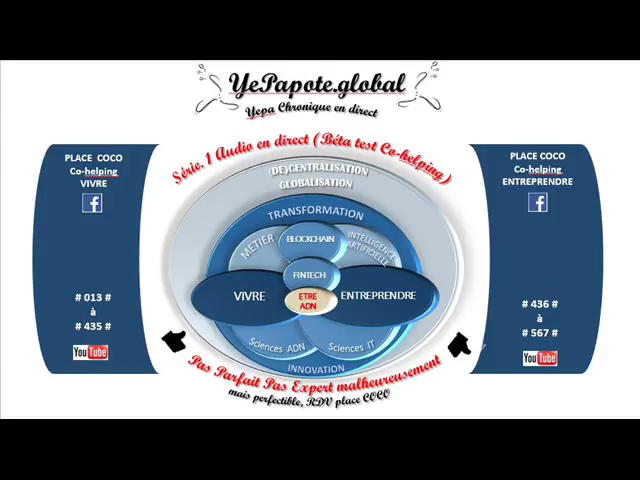 YePapote.global
Yepa Chronique en direct
Série.1 Audio en direct (Béta test Co-helping)
PLACE COCO
Co-helping
VIVRE
f
# 013 #
à
# 435 #
YouTube
(DE)CENTRALISATION
GLOBALISATION
TRANSFORMATION
METIER
BLOCKCHAIN
INTELLIGENCE
ARTIFICIELLE
FINTECH
VIVRE
ETRE
ADN
ENTREPRENDRE
Sciences ADN
Sciences IT
INNOVATION
PLACE COCO
Co-helping
ENTREPRENDRE
f
# 436 #
à
# 567 #
YouTube
Pas Parfait Pas Expert malheureusement
mais perfectible, RDV place COCO